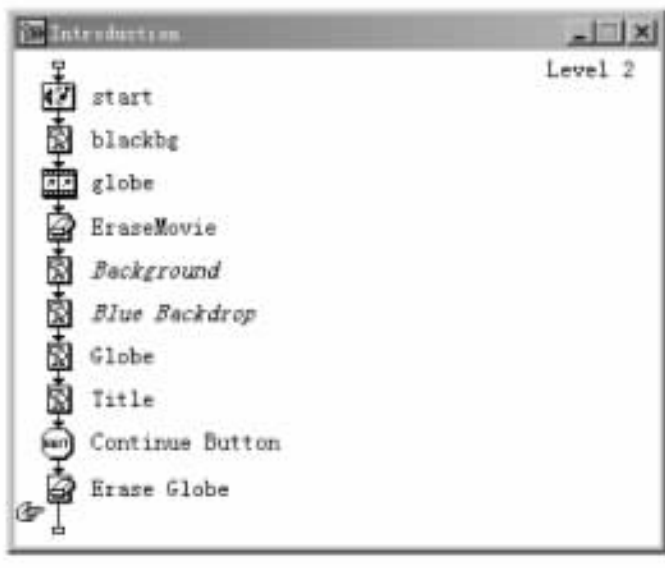 Introduction
Level 2
start
blackbg
globe
EraseMovie
Background
Blue Backdrop
Globe
Title
Continue Button
Erase Globe